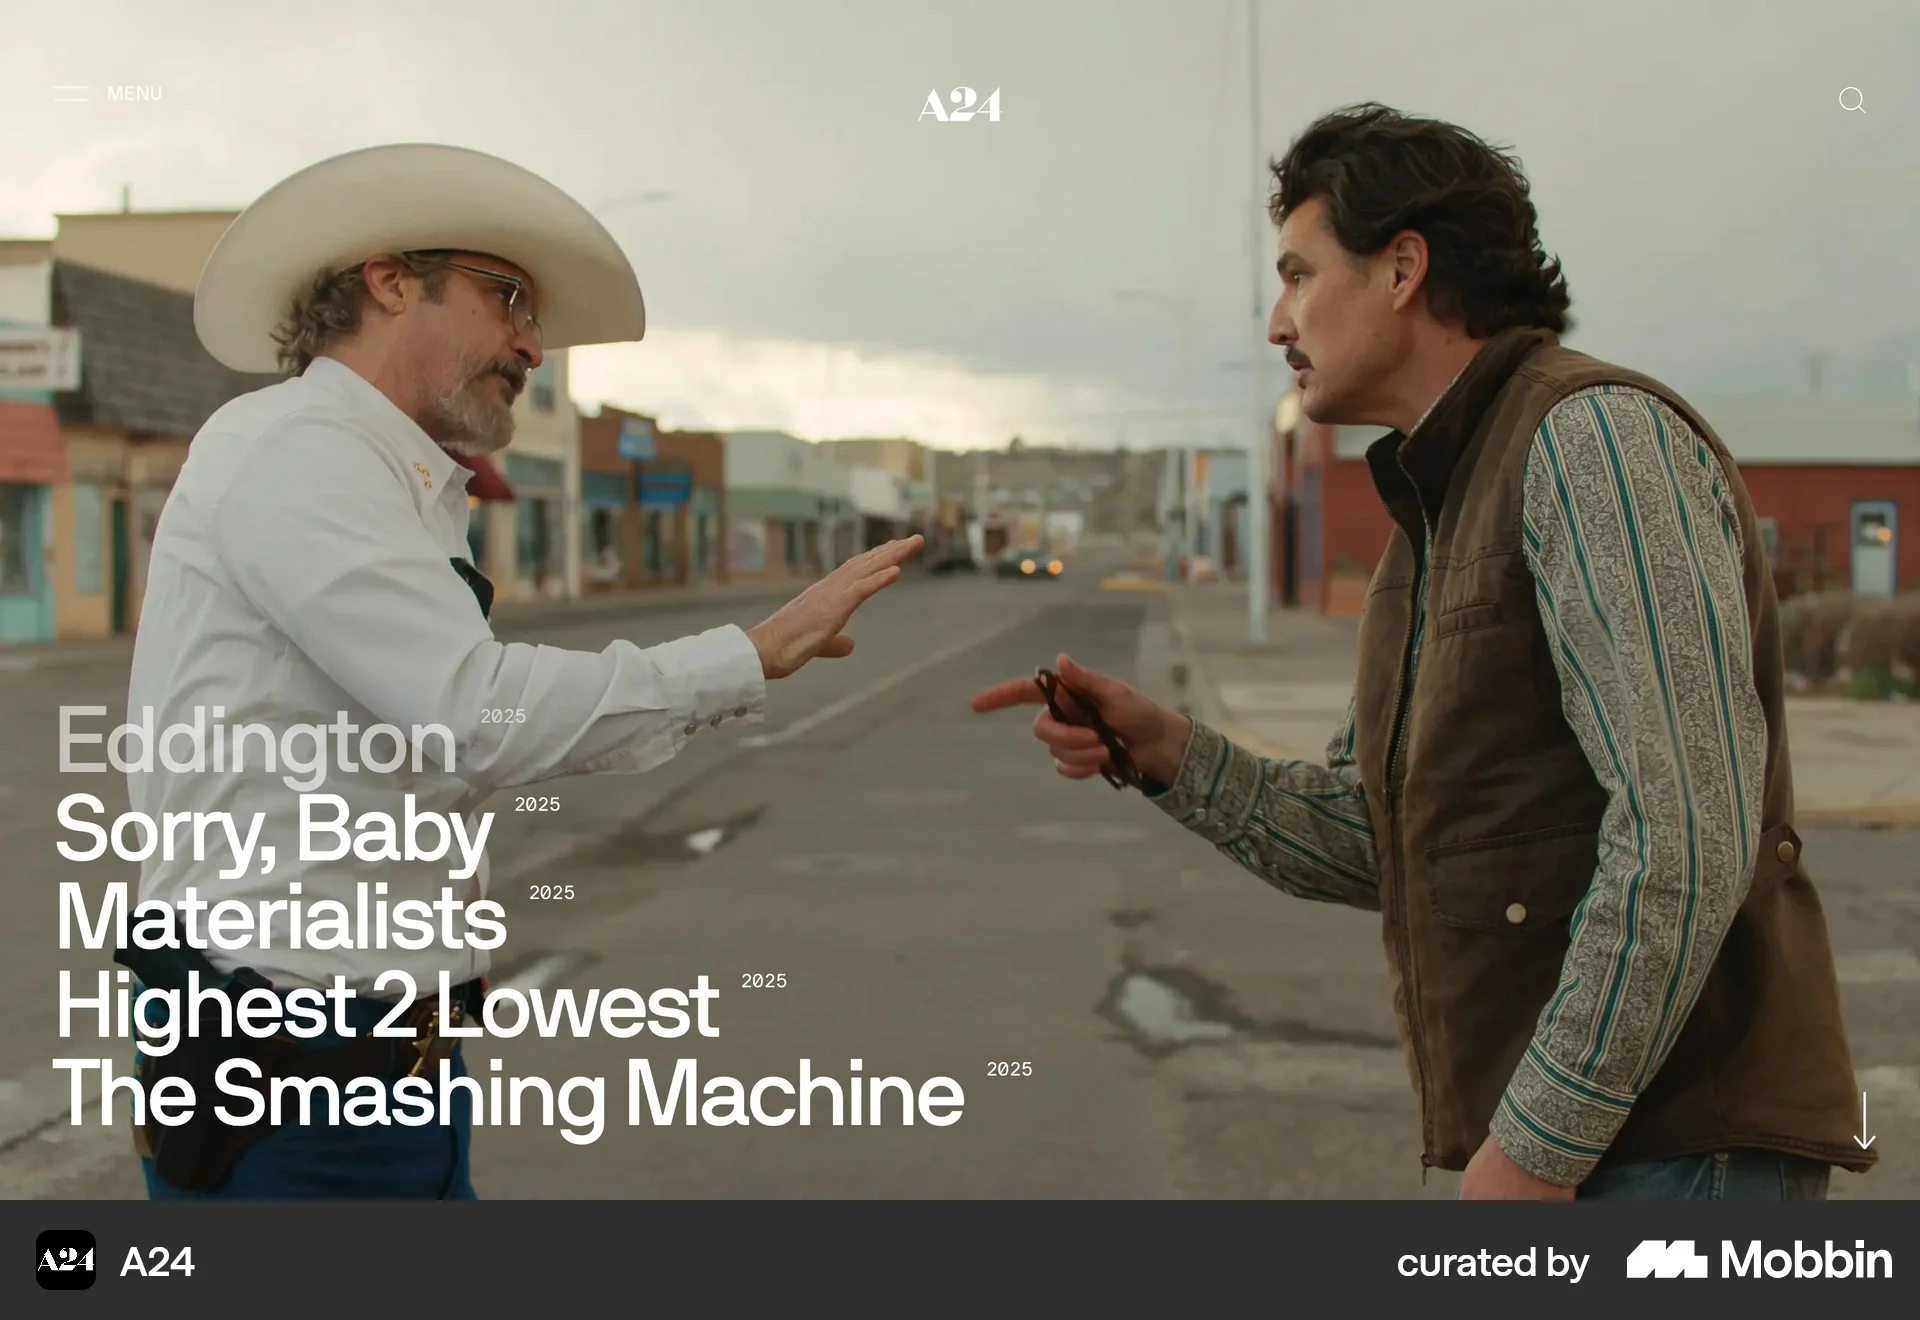 MENU
A24
Eddington 2025
Sorry, Baby 2025
Materialists 2025
Highest 2 Lowest 2025
The Smashing Machine 2025
A24 A24
curated by Mobbin